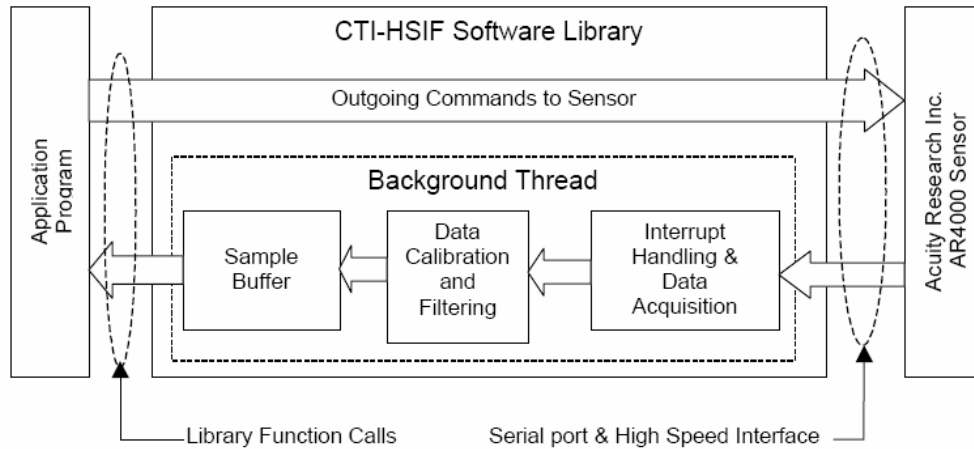 CTI-HSIF Software Library
Outgoing Commands to Sensor
Application
Program
Background Thread
Sample
Buffer
Data
Calibration
and
Filtering
Interrupt
Handling &
Data
Acquisition
Acuity Research Inc.
AR4000 Sensor
Library Function Calls
Serial port & High Speed Interface